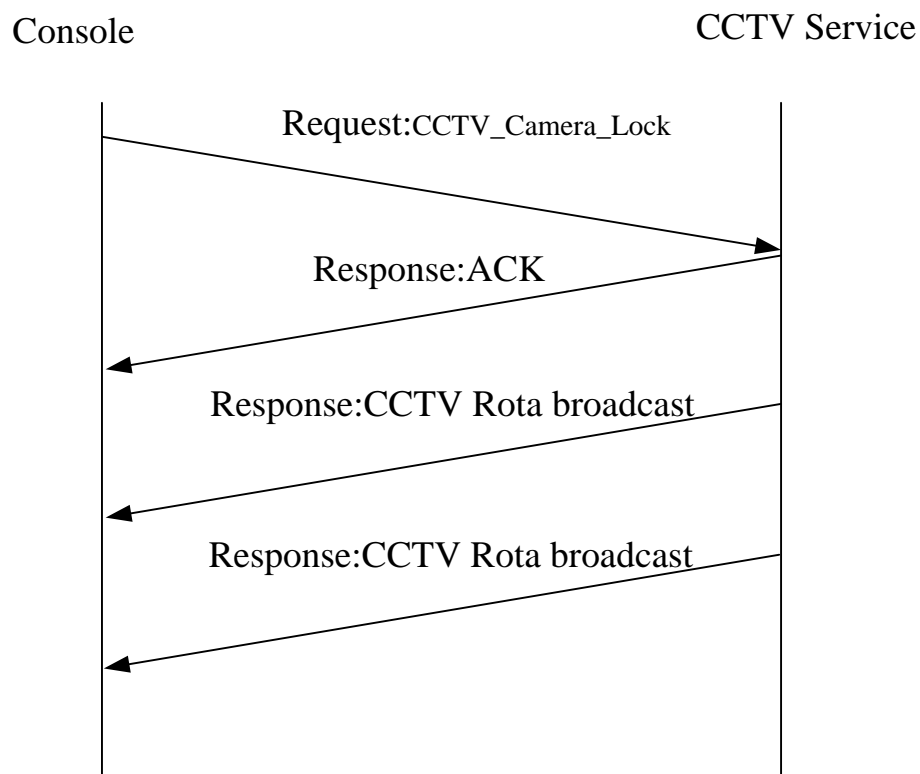 Console
CCTV Service
Request:CCTV_Camera_Lock
Response:ACK
Response:CCTV Rota broadcast
Response:CCTV Rota broadcast